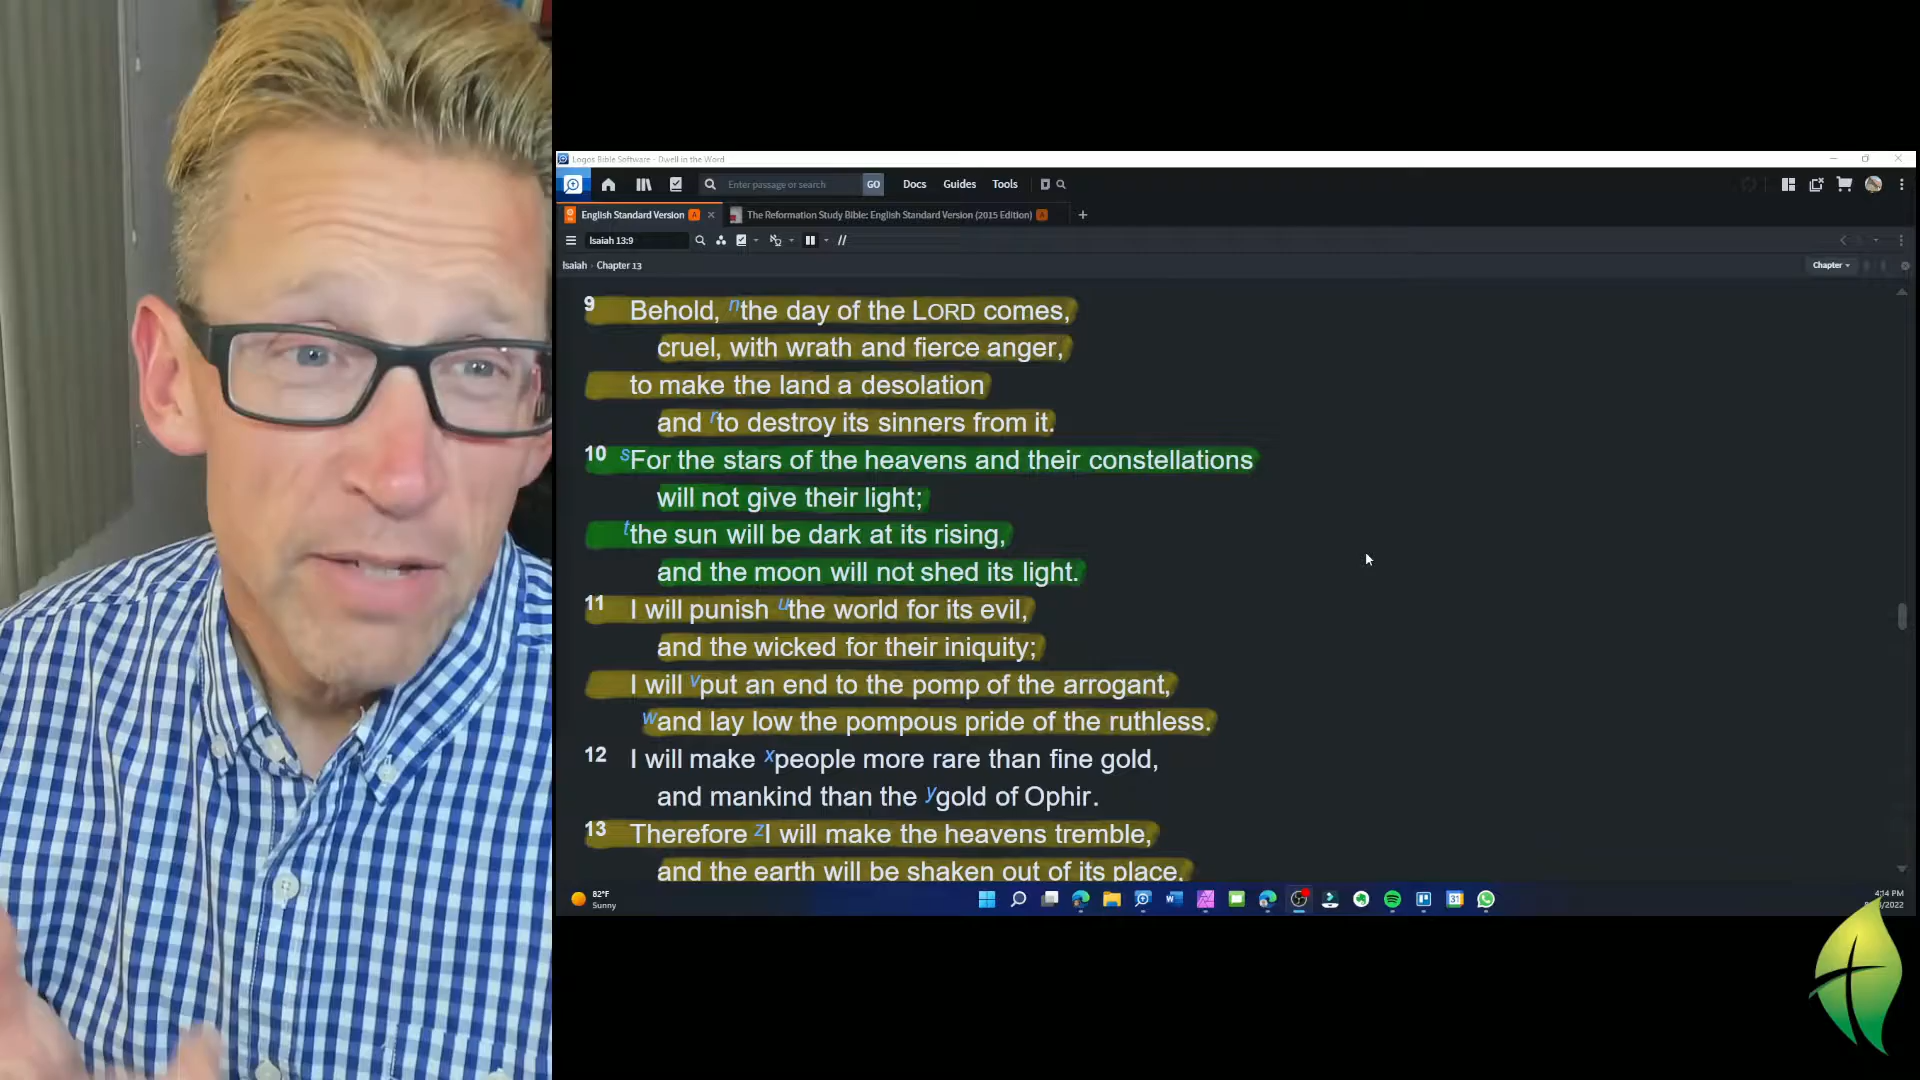 Logos Bible Software - Dwell in the Word
Enter passage or search GO Docs Guides Tools
English Standard Version A The Reformation Study Bible: English Standard Version (2015 Edition) A
Isaiah 13:9
Isaiah › Chapter 13 Chapter
9 Behold, n the day of the LORD comes,
cruel, with wrath and fierce anger,
to make the land a desolation
and r to destroy its sinners from it.
10 s For the stars of the heavens and their constellations
will not give their light;
t the sun will be dark at its rising,
and the moon will not shed its light.
11 I will punish u the world for its evil,
and the wicked for their iniquity;
I will v put an end to the pomp of the arrogant,
w and lay low the pompous pride of the ruthless.
12 I will make x people more rare than fine gold,
and mankind than the y gold of Ophir.
13 Therefore z I will make the heavens tremble,
and the earth will be shaken out of its place,
82°F
Sunny
31
4:14 PM